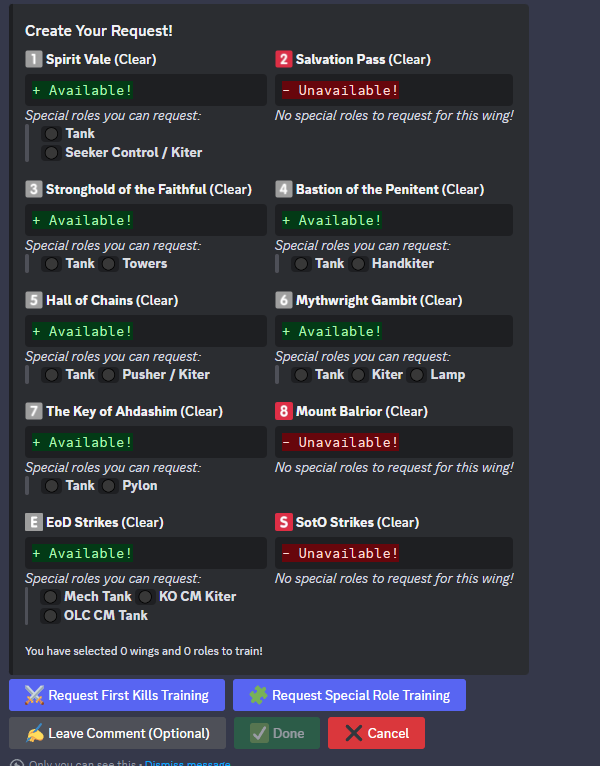 Create Your Request!
1 Spirit Vale (Clear)
+ Available!
Special roles you can request:
Tank
Seeker Control / Kiter
2 Salvation Pass (Clear)
- Unavailable!
No special roles to request for this wing!
3 Stronghold of the Faithful (Clear)
+ Available!
Special roles you can request:
Tank Towers
4 Bastion of the Penitent (Clear)
+ Available!
Special roles you can request:
Tank Handkiter
5 Hall of Chains (Clear)
+ Available!
Special roles you can request:
Tank Pusher / Kiter
6 Mythwright Gambit (Clear)
+ Available!
Special roles you can request:
Tank Kiter Lamp
7 The Key of Ahdashim (Clear)
+ Available!
Special roles you can request:
Tank Pylon
8 Mount Balrior (Clear)
- Unavailable!
No special roles to request for this wing!
E EoD Strikes (Clear)
+ Available!
Special roles you can request:
Mech Tank KO CM Kiter
OLC CM Tank
S SotO Strikes (Clear)
- Unavailable!
No special roles to request for this wing!
You have selected 0 wings and 0 roles to train!
Request First Kills Training
Request Special Role Training
Leave Comment (Optional)
Done
Cancel
Only you can see this • Dismiss message